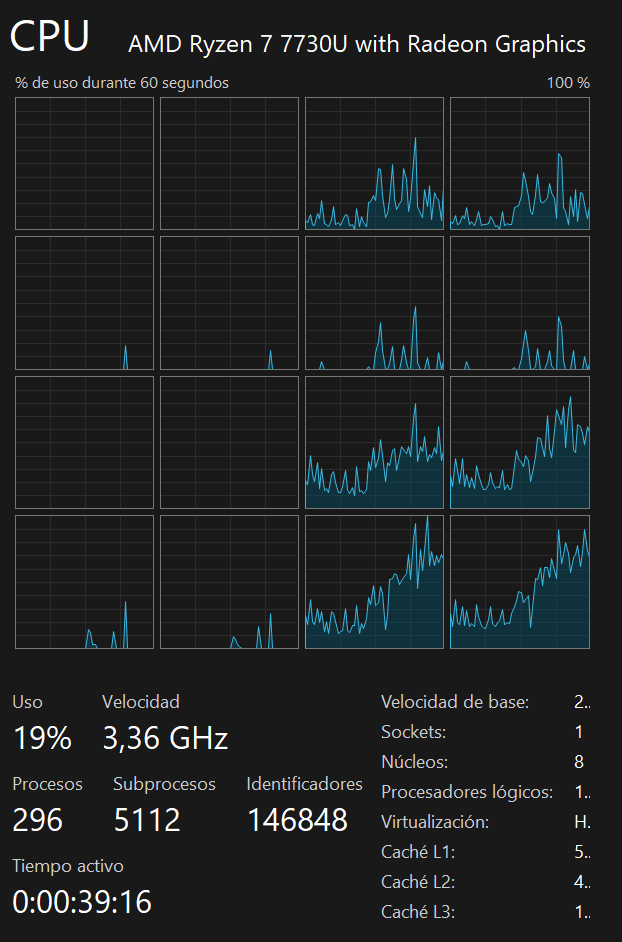 CPU AMD Ryzen 7 7730U with Radeon Graphics
% de uso durante 60 segundos 100 %
Uso Velocidad
19% 3,36 GHz
Procesos Subprocesos Identificadores
296 5112 146848
Tiempo activo
0:00:39:16
Velocidad de base: 2..
Sockets: 1
Núcleos: 8
Procesadores lógicos: 1..
Virtualización: H.
Caché L1: 5..
Caché L2: 4..
Caché L3: 1..